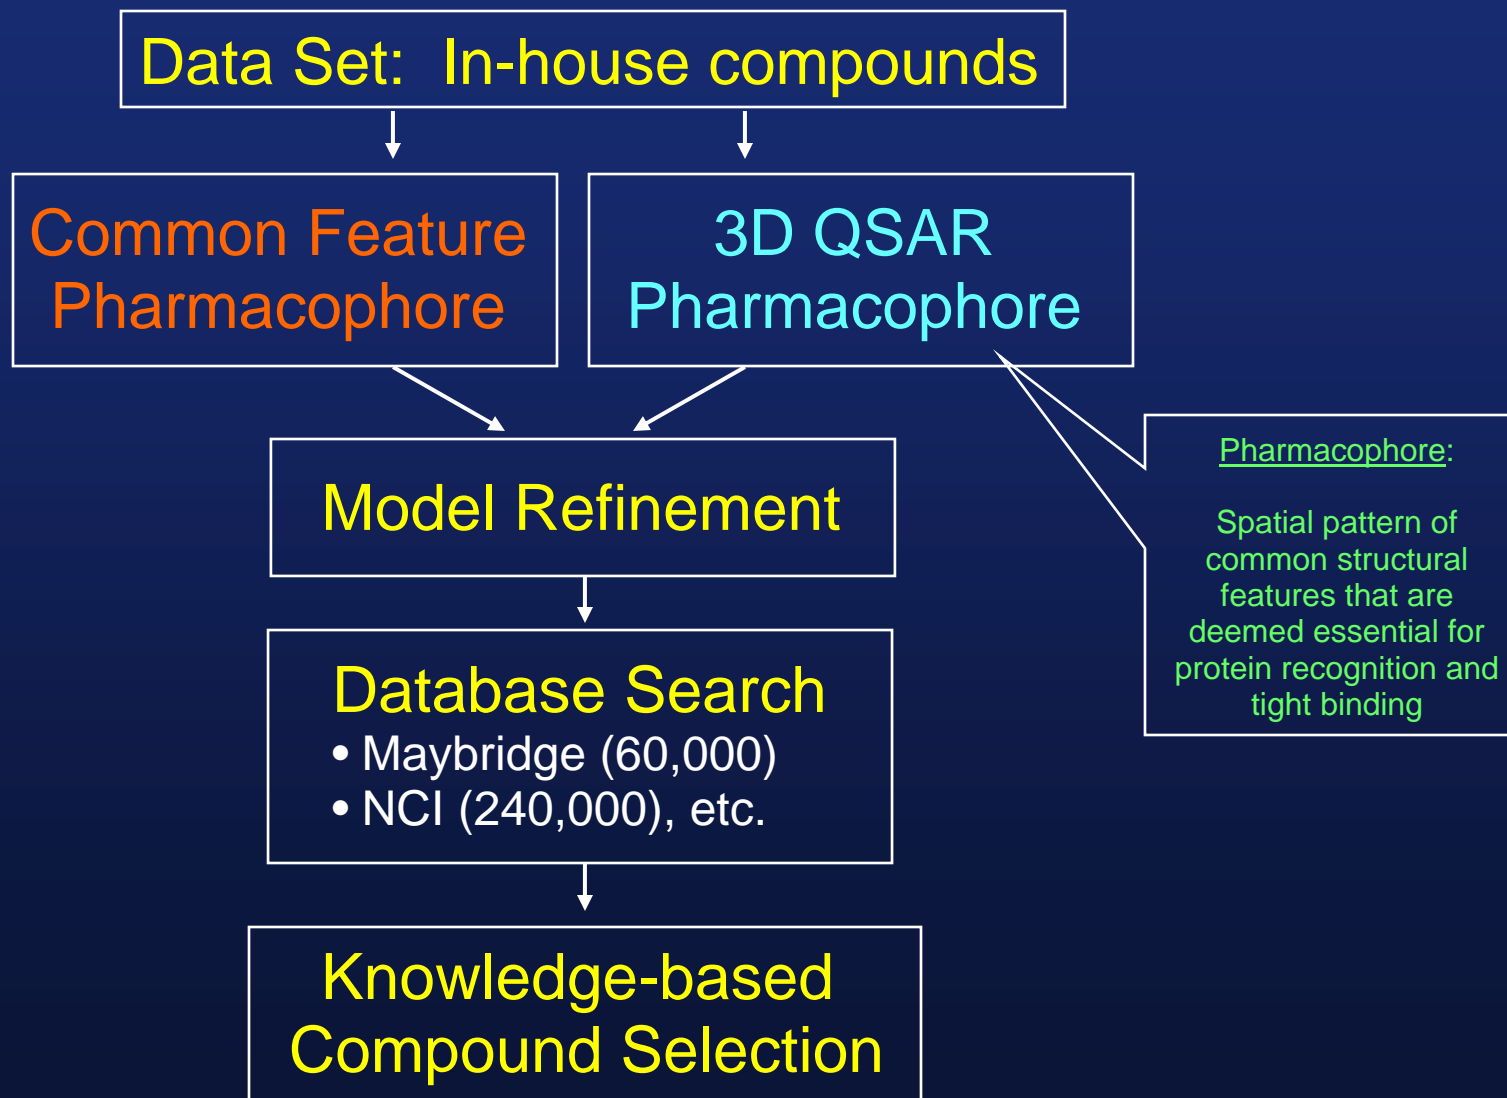 Data Set:  In-house compounds
Common Feature
Pharmacophore
3D QSAR
Pharmacophore
Model Refinement
Pharmacophore:
Spatial pattern of
common structural
features that are
deemed essential for
protein recognition and
tight binding
Database Search
• Maybridge (60,000)
• NCI (240,000), etc.
Knowledge-based
Compound Selection